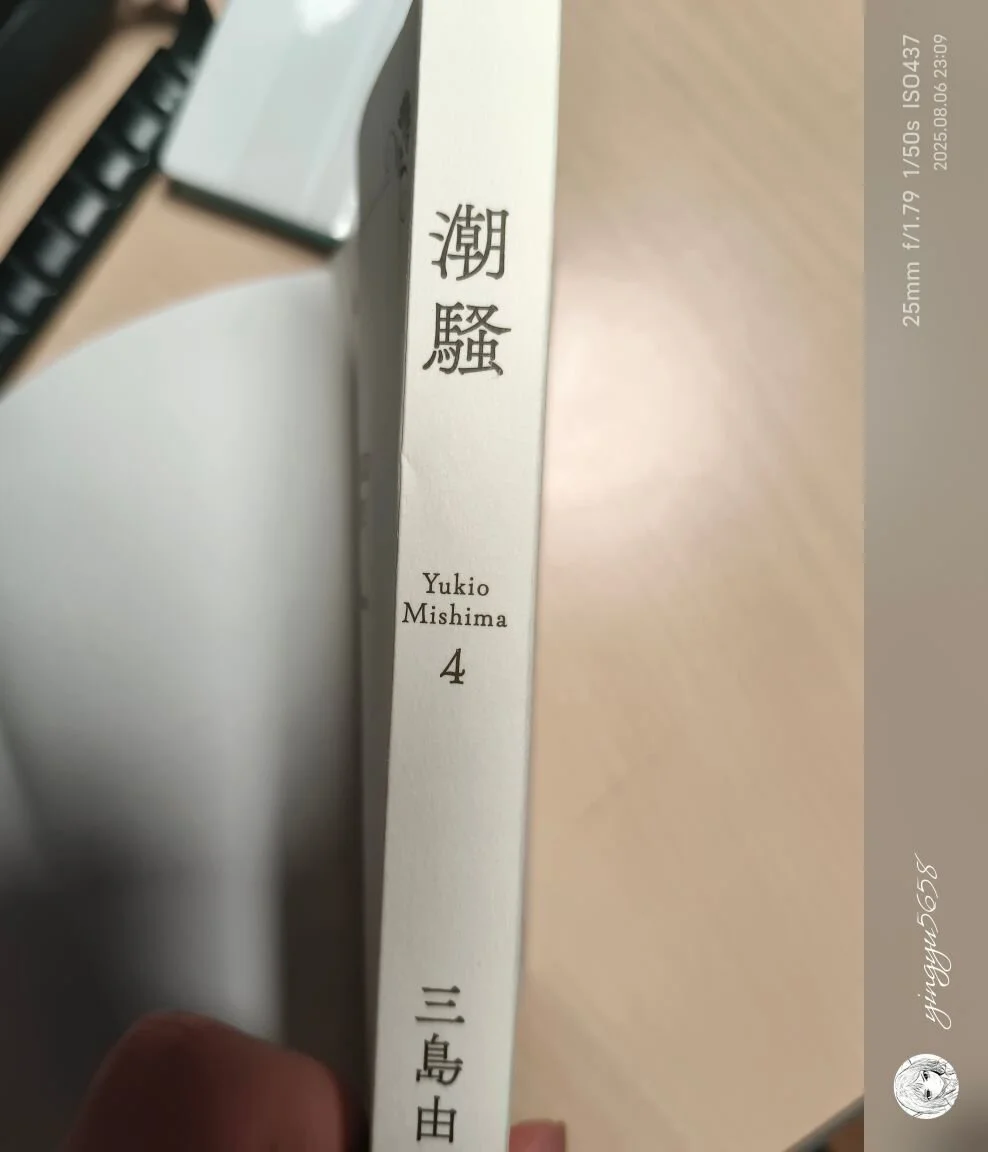 潮騒
Yukio
Mishima
4
三島由
25mm f/1.79 1/50s ISO437
2025.08.06 23:09
yingyu5658